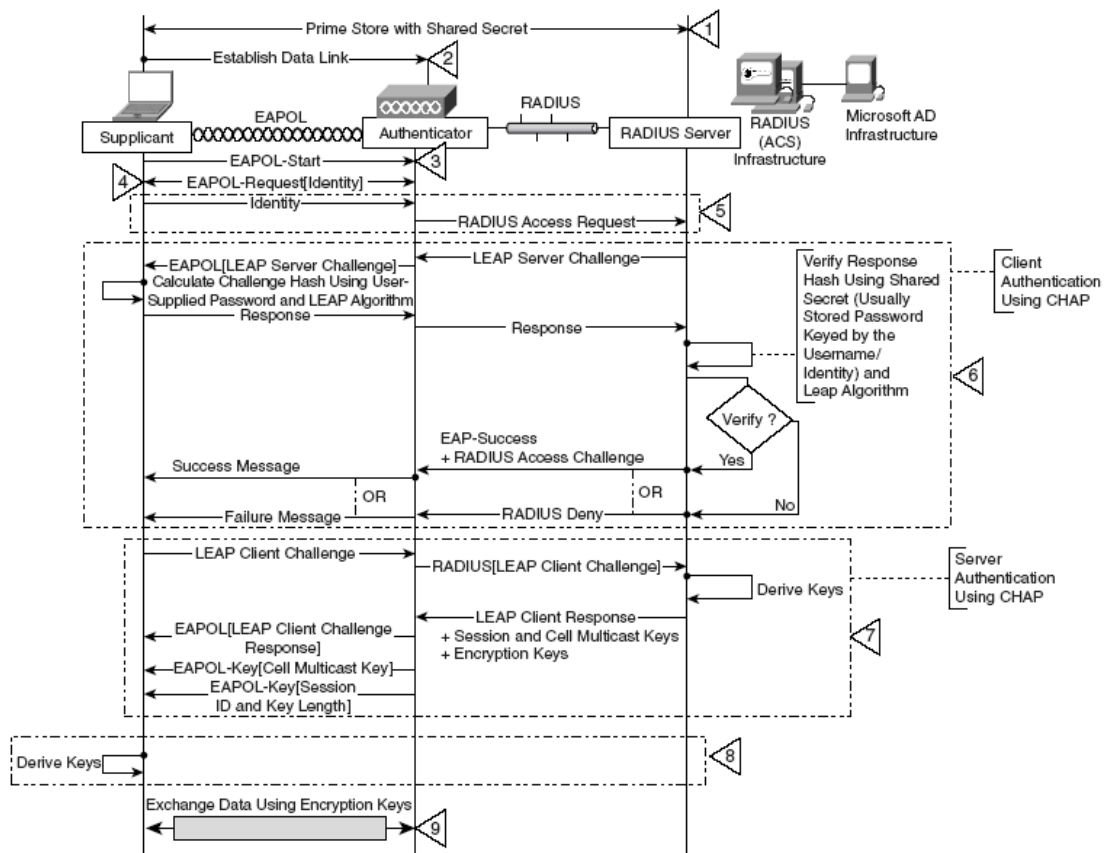 Prime Store with Shared Secret
1
Establish Data Link
2
EAPOL
RADIUS
Supplicant
Authenticator
RADIUS Server
RADIUS
(ACS)
Infrastructure
Microsoft AD
Infrastructure
EAPOL-Start
3
4
EAPOL-Request[Identity]
Identity
RADIUS Access Request
5
LEAP Server Challenge
EAPOL[LEAP Server Challenge]
Calculate Challenge Hash Using User-
Supplied Password and LEAP Algorithm
Response
Response
Verify Response
Hash Using Shared
Secret (Usually
Stored Password
Keyed by the
Username/
Identity) and
Leap Algorithm
Client
Authentication
Using CHAP
6
Verify ?
EAP-Success
+ RADIUS Access Challenge
Yes
Success Message
OR
OR
No
Failure Message
RADIUS Deny
LEAP Client Challenge
RADIUS[LEAP Client Challenge]
Derive Keys
Server
Authentication
Using CHAP
LEAP Client Response
+ Session and Cell Multicast Keys
+ Encryption Keys
EAPOL[LEAP Client Challenge
Response]
7
EAPOL-Key[Cell Multicast Key]
EAPOL-Key[Session
ID and Key Length]
Derive Keys
8
Exchange Data Using Encryption Keys
9